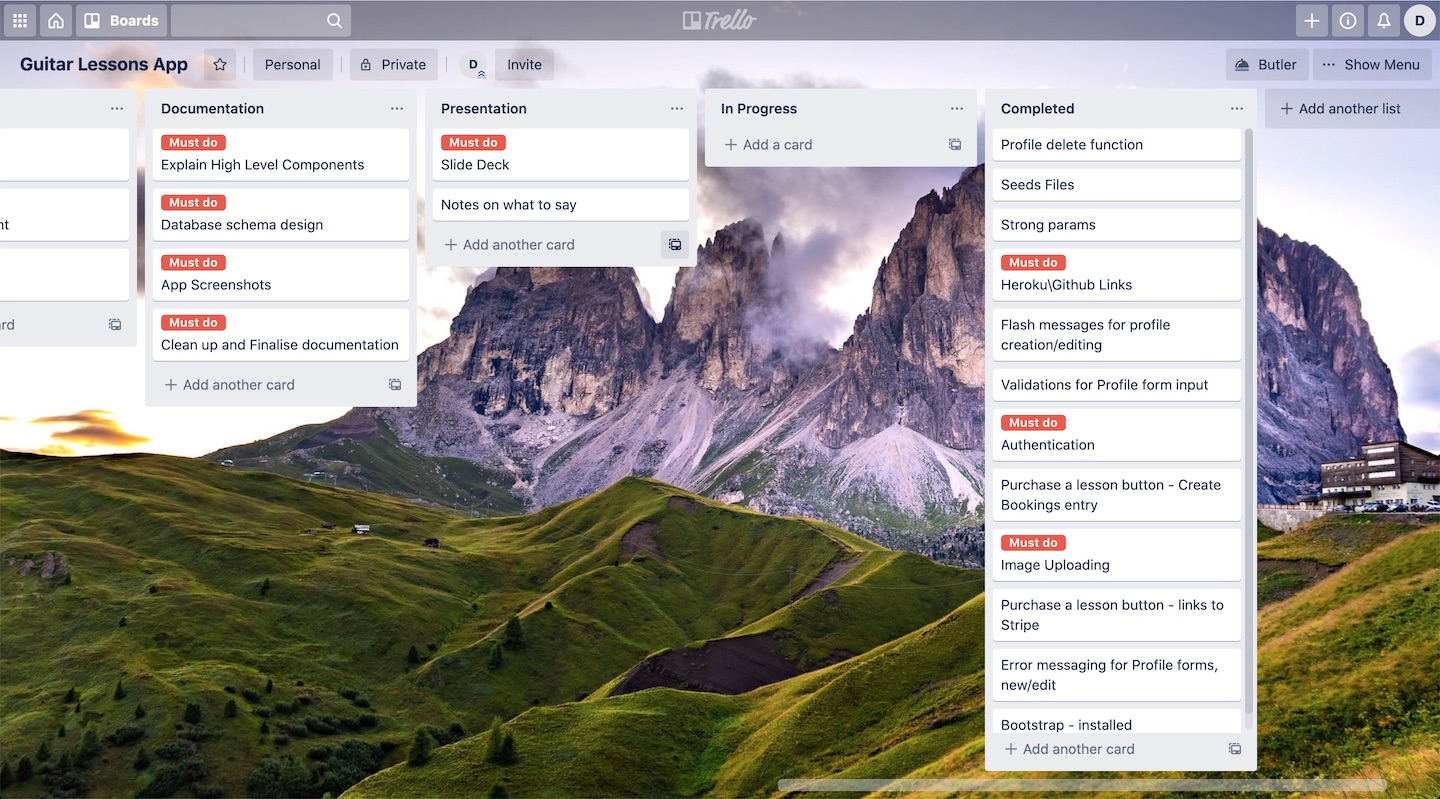 Boards
Trello
D
Guitar Lessons App
Personal
Private
D
Invite
Butler
Show Menu
nt
rd
Documentation
Must do
Explain High Level Components
Must do
Database schema design
Must do
App Screenshots
Must do
Clean up and Finalise documentation
Add another card
Presentation
Must do
Slide Deck
Notes on what to say
Add another card
In Progress
Add a card
Completed
Profile delete function
Seeds Files
Strong params
Must do
Heroku\Github Links
Flash messages for profile
creation/editing
Validations for Profile form input
Must do
Authentication
Purchase a lesson button - Create
Bookings entry
Must do
Image Uploading
Purchase a lesson button - links to
Stripe
Error messaging for Profile forms,
new/edit
Bootstrap - installed
Add another card
Add another list